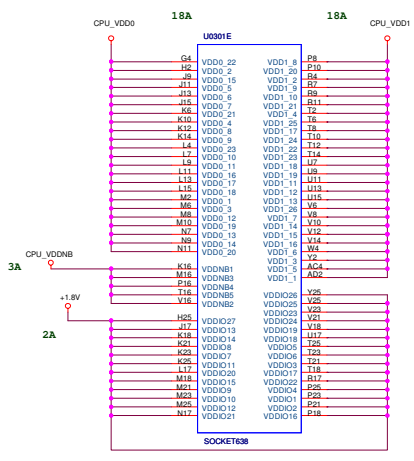 18A
18A
CPU_VDD0
U0301E
CPU_VDD1
G4 VDD0_22 VDD1_8 P8
H2 VDD0_2 VDD1_20 P10
J9 VDD0_15 VDD1_2 R4
J11 VDD0_5 VDD1_9 R7
J13 VDD0_6 VDD1_10 R9
J15 VDD0_7 VDD1_21 R11
K6 VDD0_21 VDD1_4 T2
K10 VDD0_4 VDD1_25 T6
K12 VDD0_8 VDD1_17 T8
K14 VDD0_9 VDD1_24 T10
L4 VDD0_23 VDD1_22 T12
L7 VDD0_10 VDD1_23 T14
L9 VDD0_11 VDD1_18 U7
L11 VDD0_16 VDD1_19 U9
L13 VDD0_17 VDD1_11 U11
L15 VDD0_18 VDD1_12 U13
M2 VDD0_1 VDD1_13 U15
M6 VDD0_3 VDD1_26 V6
M8 VDD0_12 VDD1_7 V8
M10 VDD0_19 VDD1_14 V10
N7 VDD0_13 VDD1_15 V12
N9 VDD0_14 VDD1_16 V14
N11 VDD0_20 VDD1_6 W4
VDD1_3 Y2
CPU_VDDNB
3A
K16 VDDNB1 VDD1_5 AC4
M16 VDDNB3 VDD1_1 AD2
P16 VDDNB4
T16 VDDNB5 VDDIO26 Y25
V16 VDDNB2 VDDIO25 V25
+1.8V
VDDIO23 V23
H25 VDDIO27 VDDIO24 V21
J17 VDDIO13 VDDIO19 V18
2A
K18 VDDIO14 VDDIO18 U17
K21 VDDIO8 VDDIO5 T25
K23 VDDIO7 VDDIO6 T23
K25 VDDIO11 VDDIO3 T21
L17 VDDIO20 VDDIO17 T18
M18 VDDIO15 VDDIO22 R17
M21 VDDIO9 VDDIO4 P25
M23 VDDIO10 VDDIO1 P23
M25 VDDIO12 VDDIO2 P21
N17 VDDIO21 VDDIO16 P18
SOCKET638